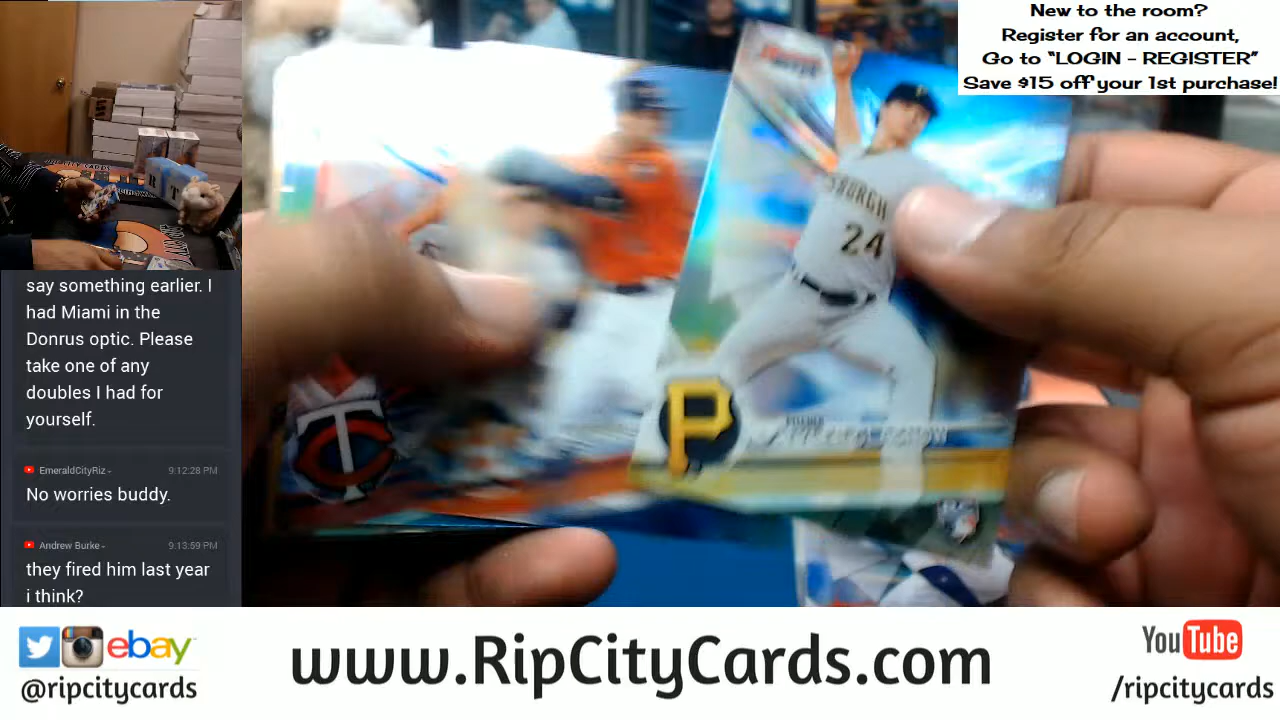 New to the room?
Register for an account,
Go to "LOGIN - REGISTER"
Save $15 off your 1st purchase!
say something earlier. I
had Miami in the
Donrus optic. Please
take one of any
doubles I had for
yourself.
EmeraldCityRiz -
9:12:28 PM
No worries buddy.
Andrew Burke -
9:13:59 PM
they fired him last year
i think?
24
P
TC
ebay
@ripcitycards
www.RipCityCards.com
YouTube
/ripcitycards